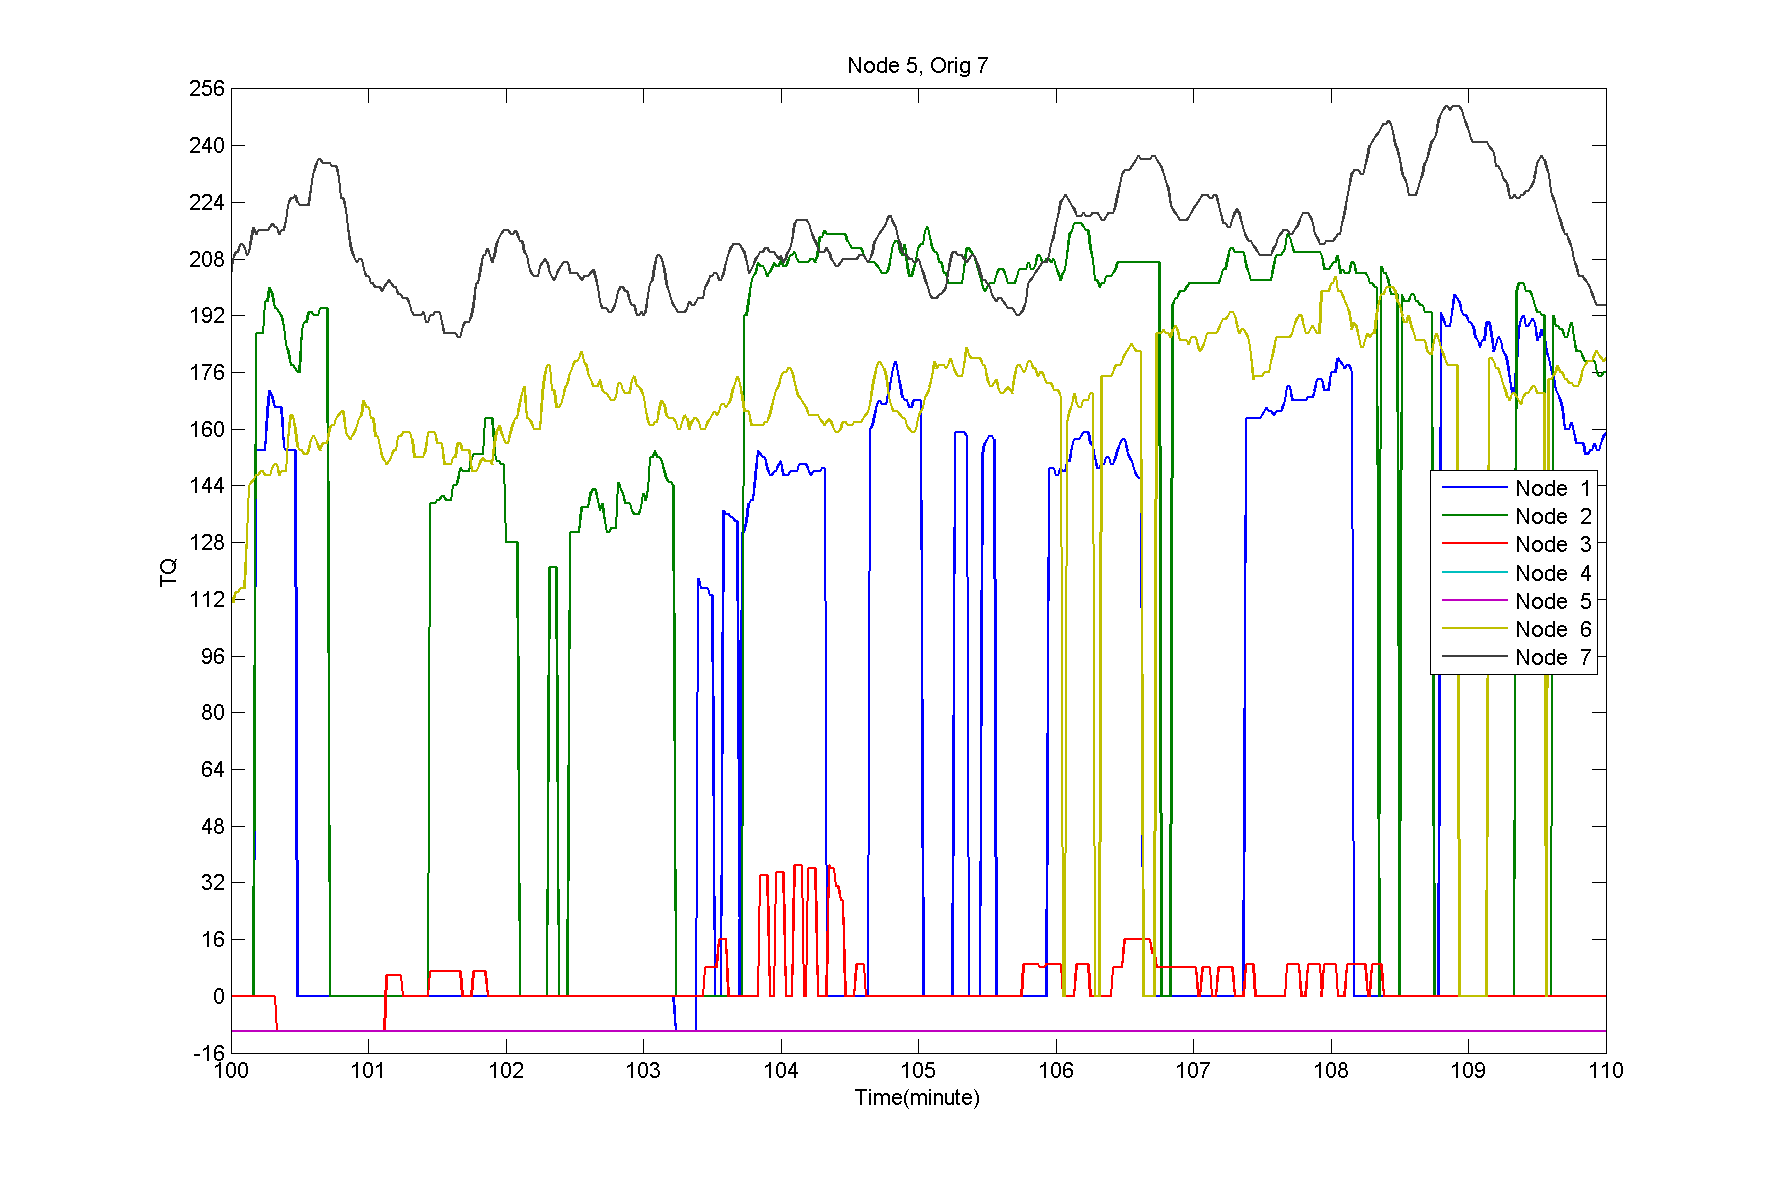 Node 5, Orig 7
256
240
224
208
192
176
160
144
128
112
96
80
64
48
32
16
0
-16
TQ
Node 1
Node 2
Node 3
Node 4
Node 5
Node 6
Node 7
100 101 102 103 104 105 106 107 108 109 110
Time(minute)